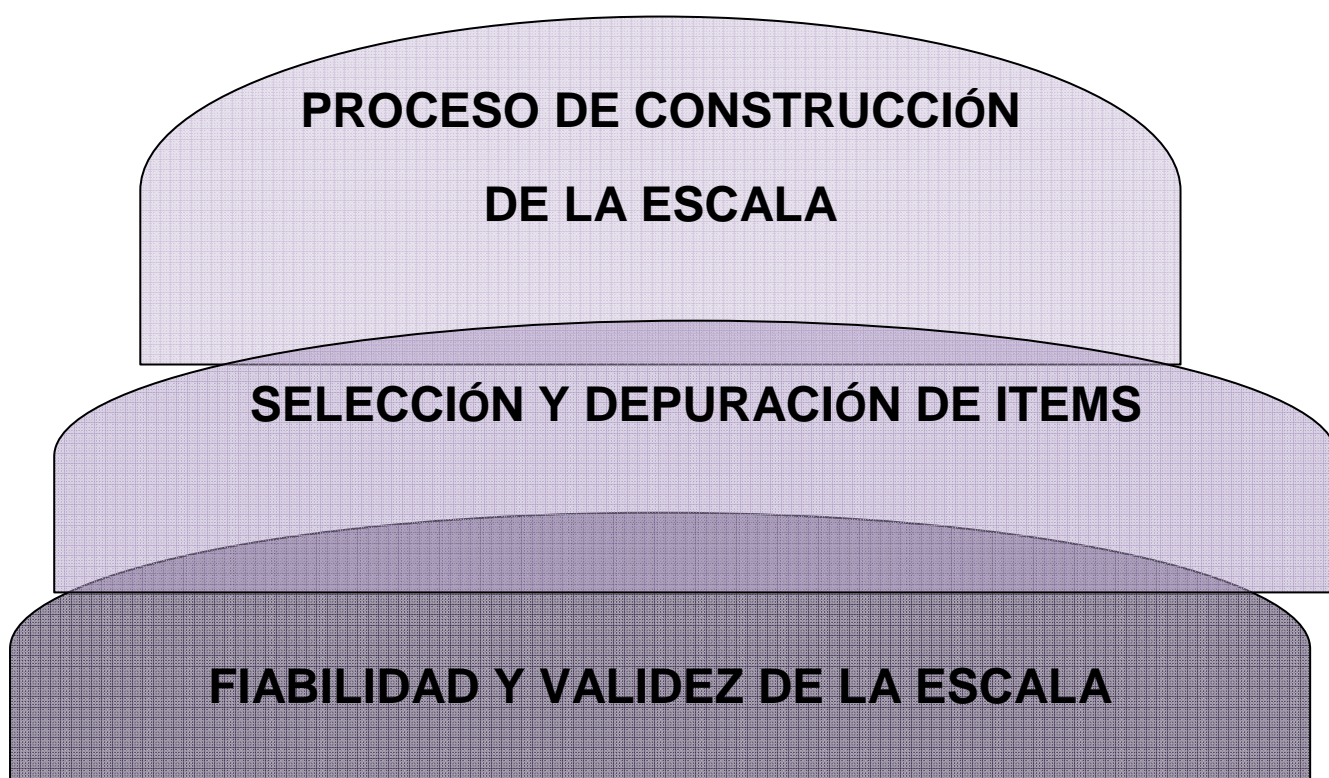 PROCESO DE CONSTRUCCIÓN
DE LA ESCALA
SELECCIÓN Y DEPURACIÓN DE ITEMS
FIABILIDAD Y VALIDEZ DE LA ESCALA